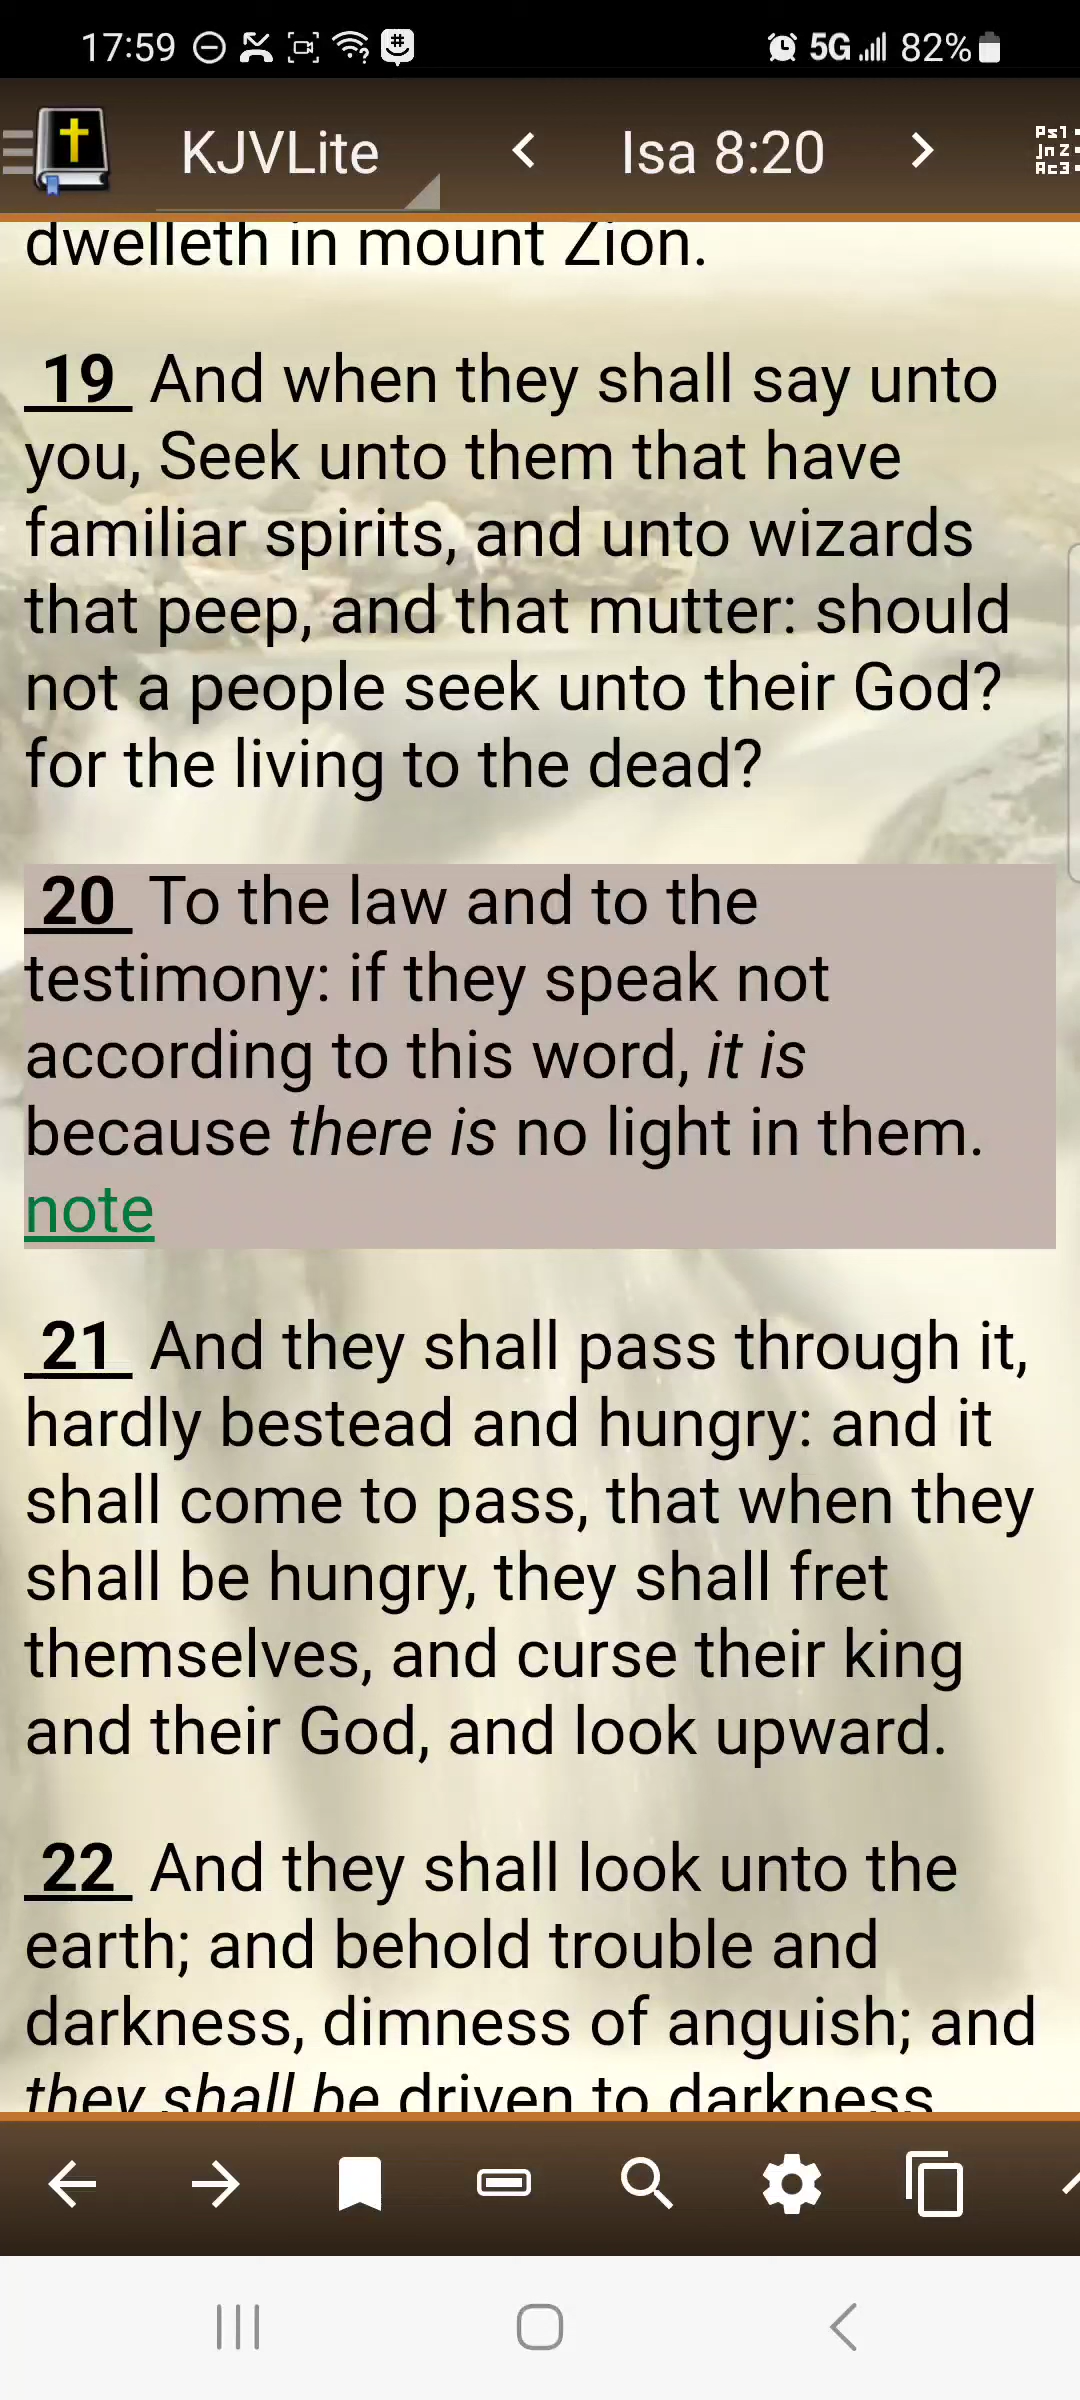 17:59
5G 82%
KJVLite
Isa 8:20
Ps1
Jn2
Ac3
dwelleth in mount Zion.
19 And when they shall say unto
you, Seek unto them that have
familiar spirits, and unto wizards
that peep, and that mutter: should
not a people seek unto their God?
for the living to the dead?
20 To the law and to the
testimony: if they speak not
according to this word, it is
because there is no light in them.
note
21 And they shall pass through it,
hardly bestead and hungry: and it
shall come to pass, that when they
shall be hungry, they shall fret
themselves, and curse their king
and their God, and look upward.
22 And they shall look unto the
earth; and behold trouble and
darkness, dimness of anguish; and
they shall be driven to darkness